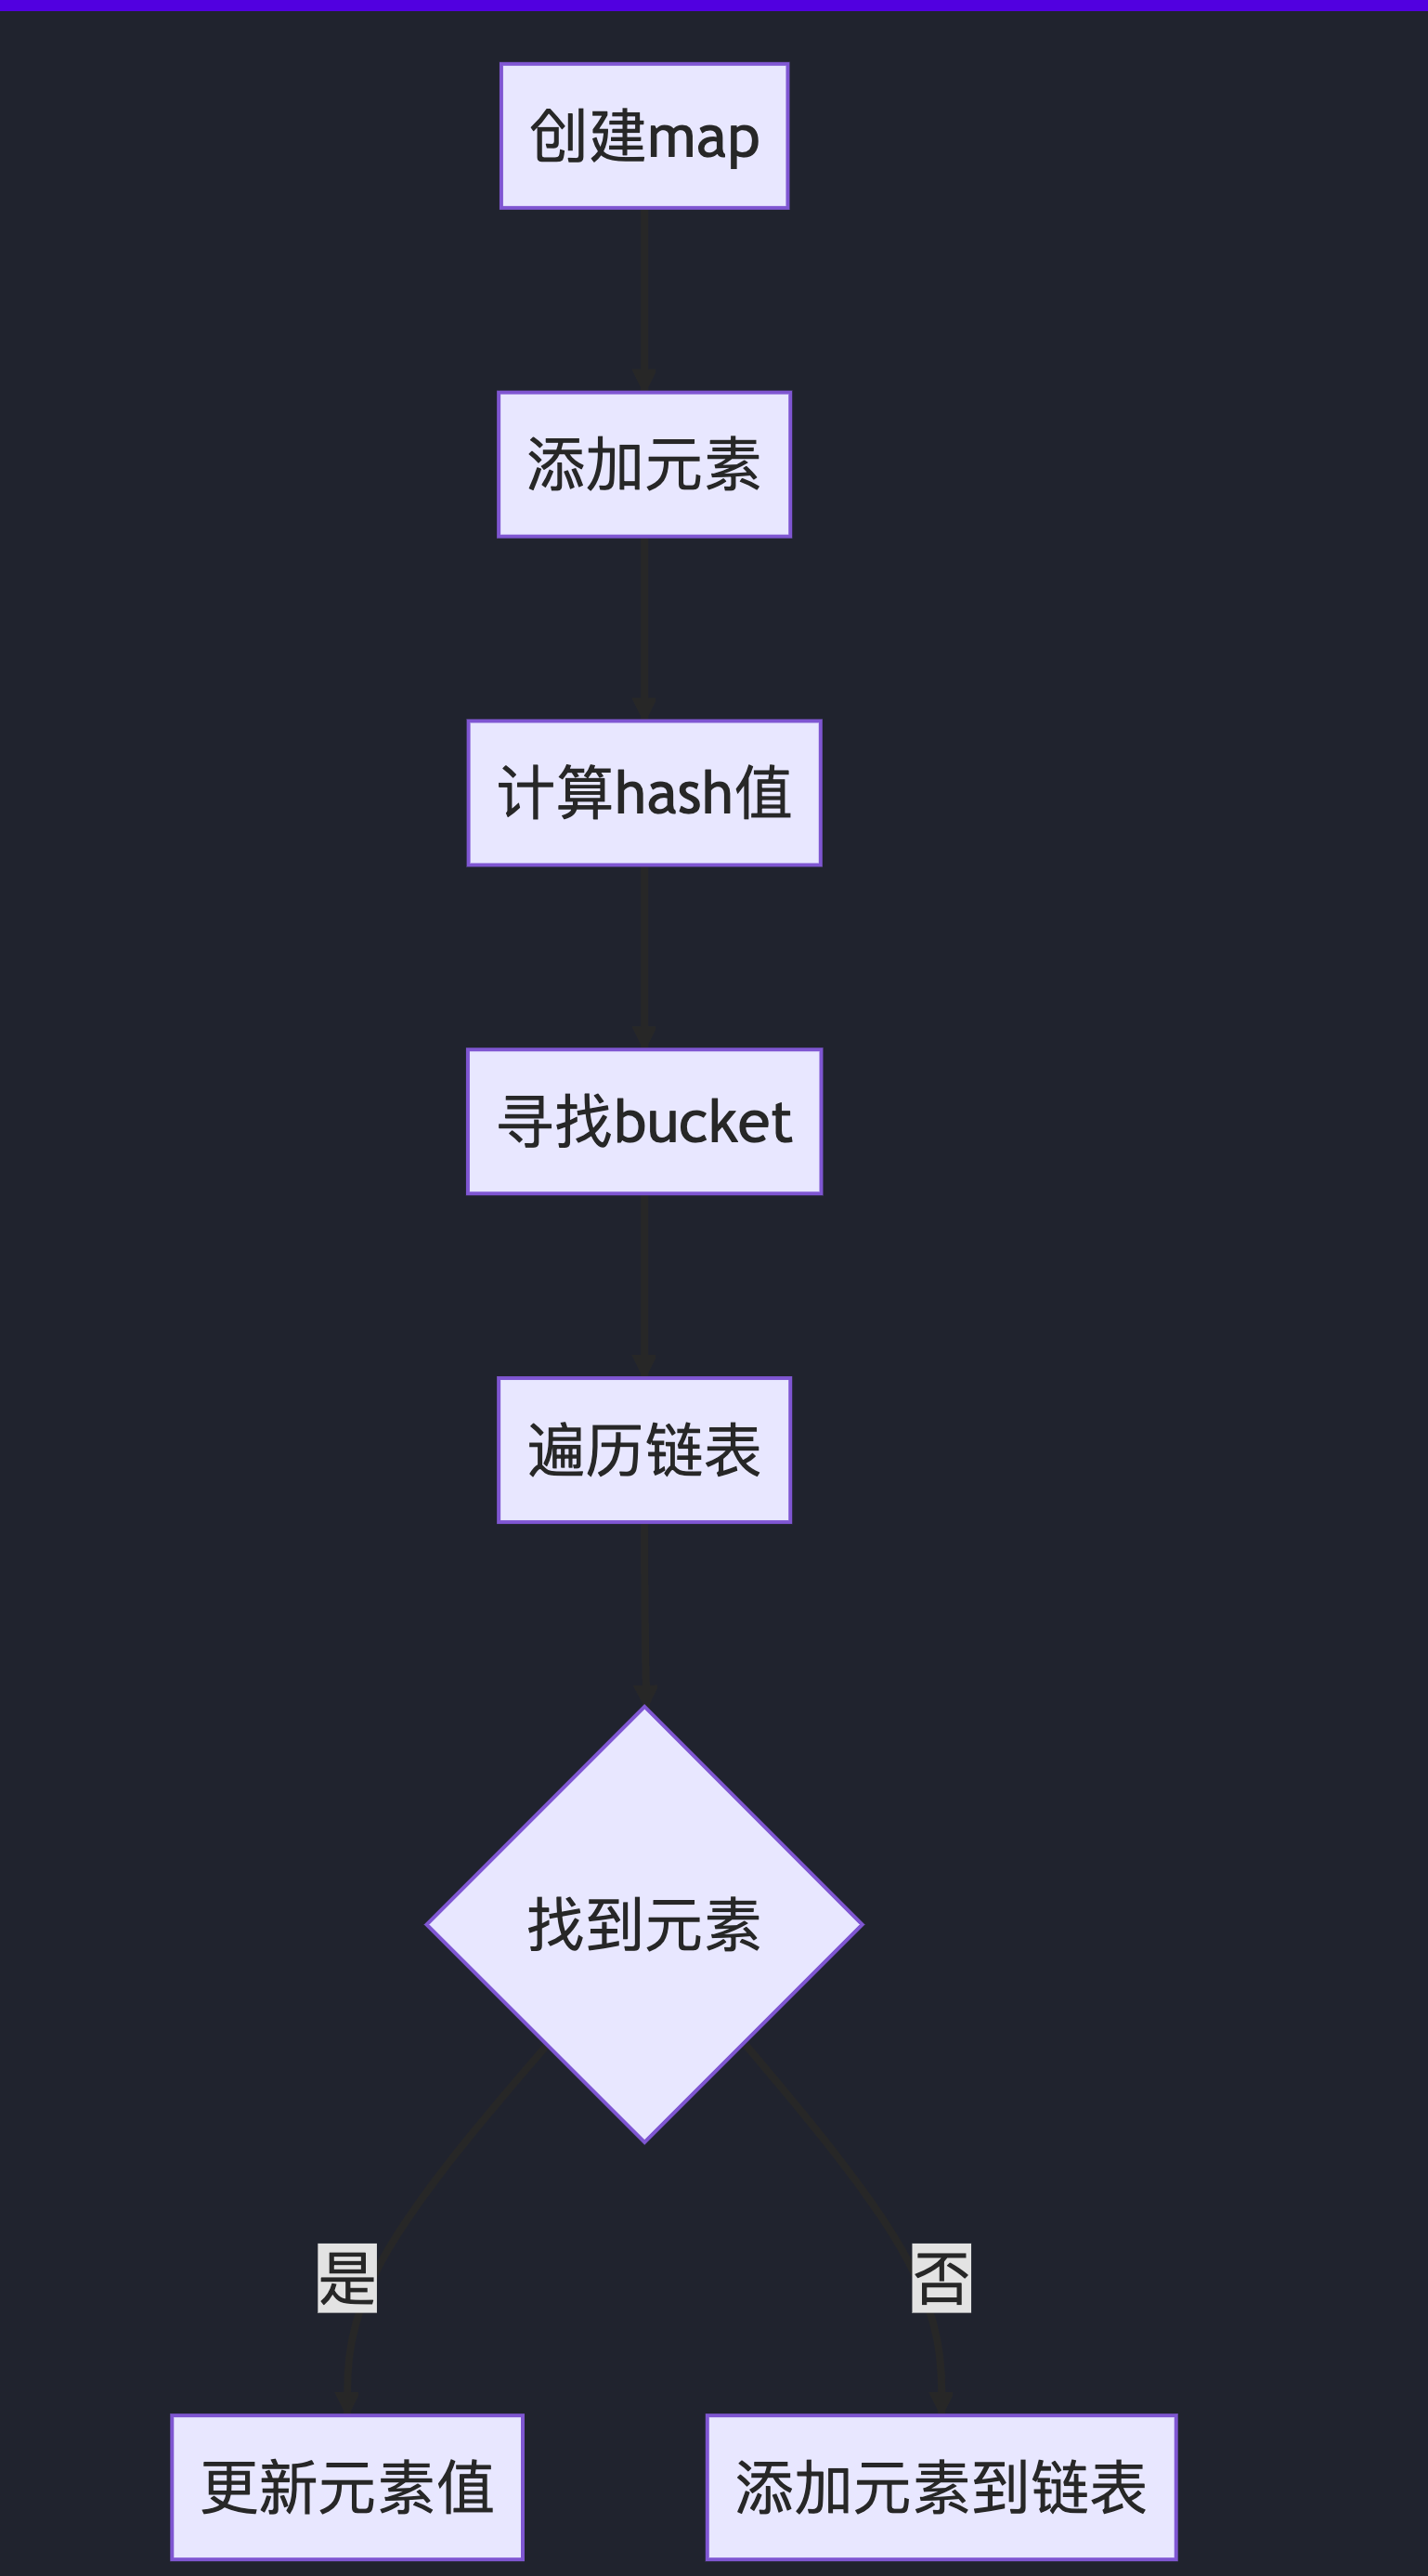 创建map
添加元素
计算hash值
寻找bucket
遍历链表
找到元素
是
否
更新元素值
添加元素到链表